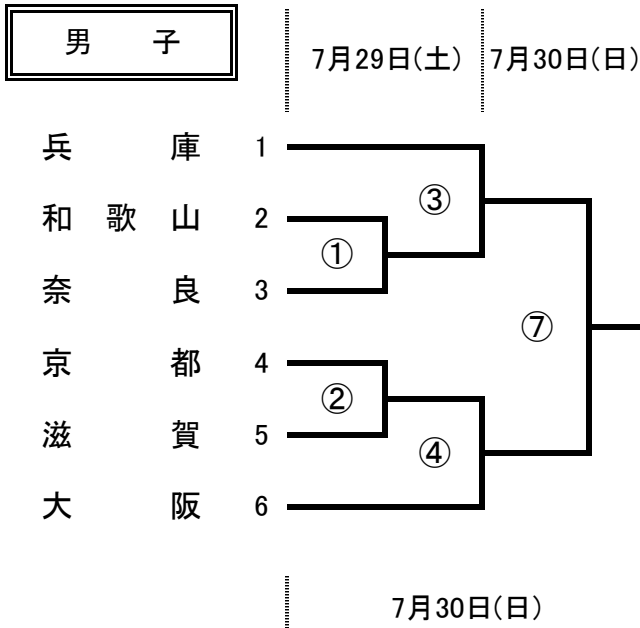 男 子
7月29日(土) 7月30日(日)
兵 庫 1
③
和 歌 山 2
①
奈 良 3
⑦
京 都 4
②
滋 賀 5
④
大 阪 6
7月30日(日)